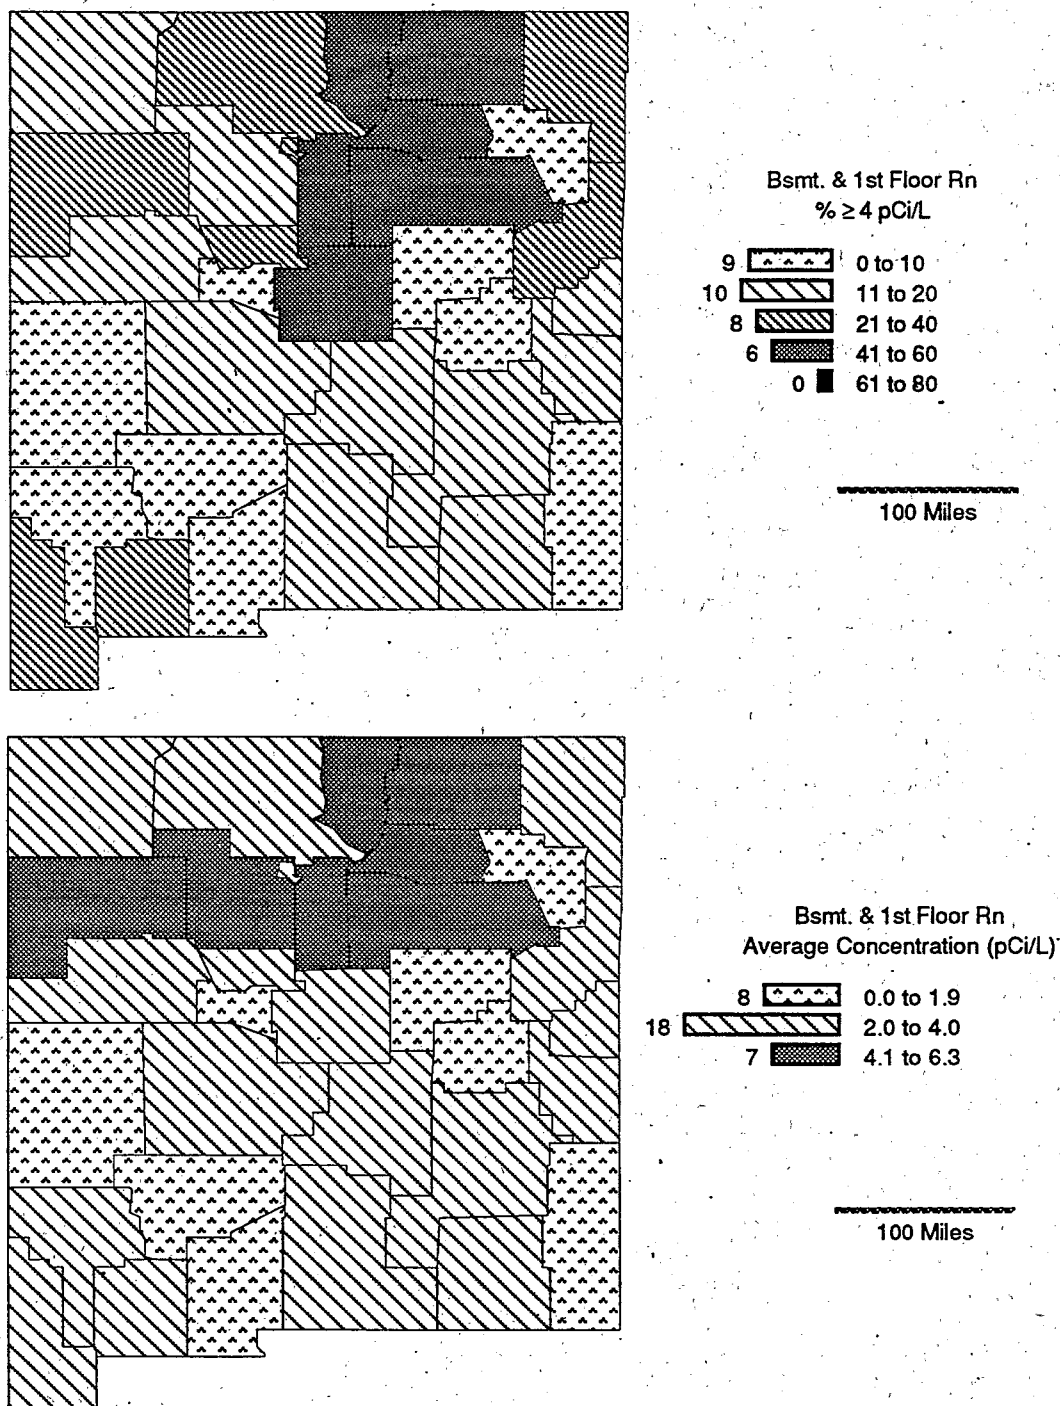 Bsmt. & 1st Floor Rn
% ≥ 4 pCi/L
9 0 to 10
10 11 to 20
8 21 to 40
6 41 to 60
0 61 to 80
100 Miles
Bsmt. & 1st Floor Rn
Average Concentration (pCi/L)
8 0.0 to 1.9
18 2.0 to 4.0
7 4.1 to 6.3
100 Miles